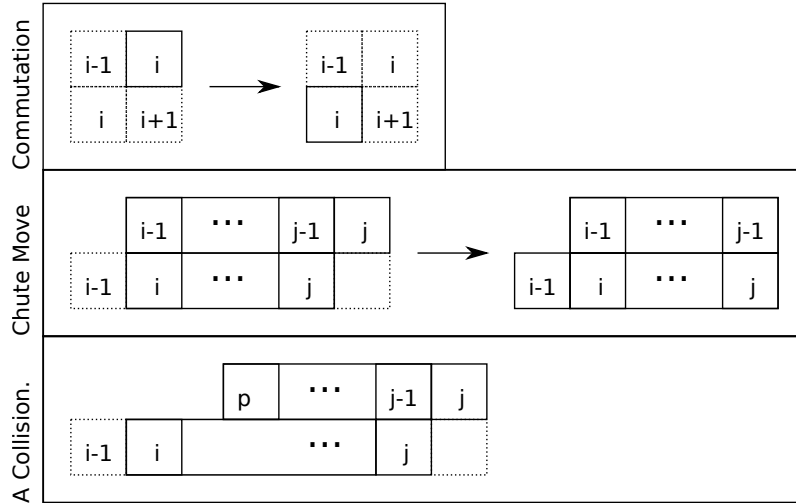 Commutation
i-1 i
i i+1
i-1 i
i i+1
Chute Move
i-1 ... j-1 j
i-1 i j
...
i-1 ... j-1
i-1 i ... j
A Collision.
p ... j-1 j
i-1 i ... j